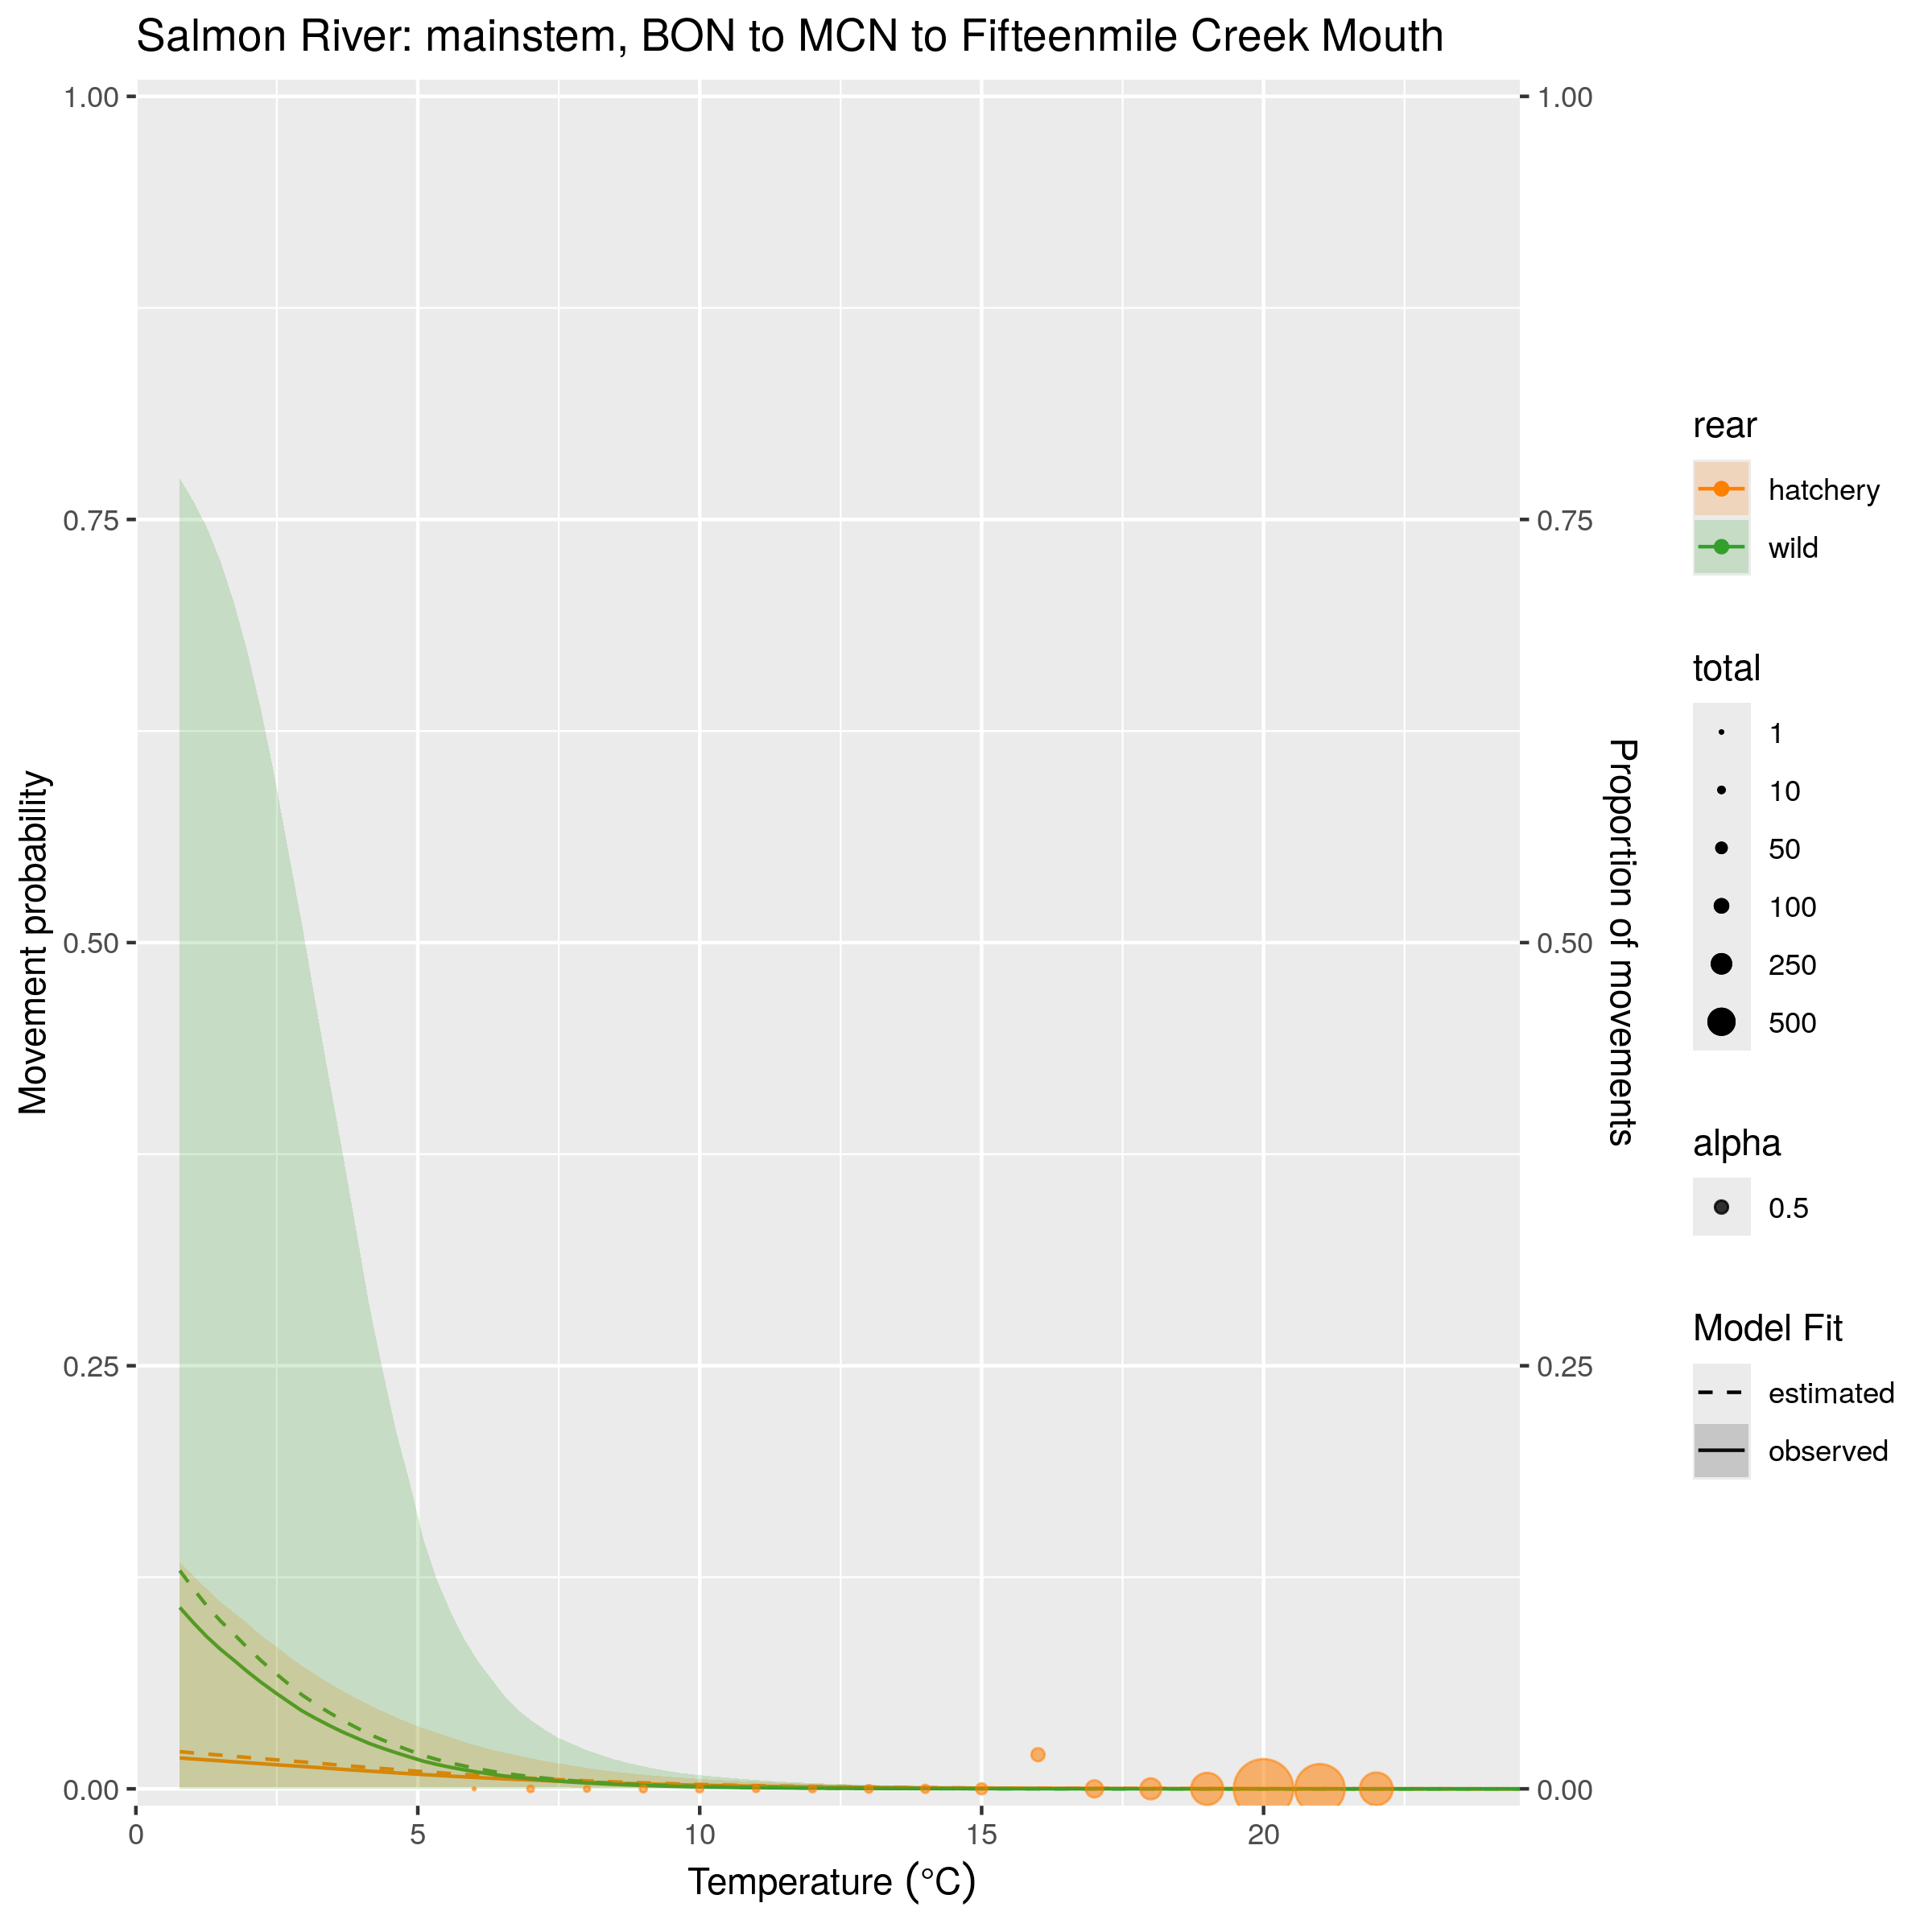 Salmon River: mainstem, BON to MCN to Fifteenmile Creek Mouth
Movement probability
1.00
0.75
0.50
0.25
0.00
0
5
10
15
20
Temperature (°C)
1.00
0.75
0.50
0.25
0.00
Proportion of movements
rear
hatchery
wild
total
1
10
50
100
250
500
alpha
0.5
Model Fit
estimated
observed